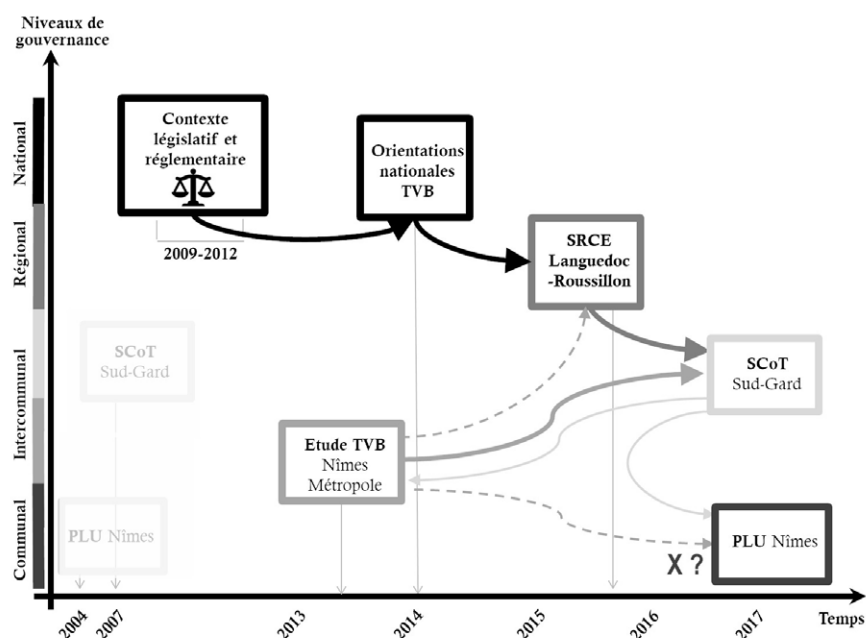 Niveaux de
gouvernance
National
Régional
Intercommunal
Communal
Contexte
législatif et
réglementaire
2009-2012
Orientations
nationales
TVB
SRCE
Languedoc
-Roussillon
SCoT
Sud-Gard
SCoT
Sud-Gard
Etude TVB
Nîmes
Métropole
PLU Nîmes
X ?
PLU Nîmes
2004
2007
2013
2014
2015
2016
2017
Temps